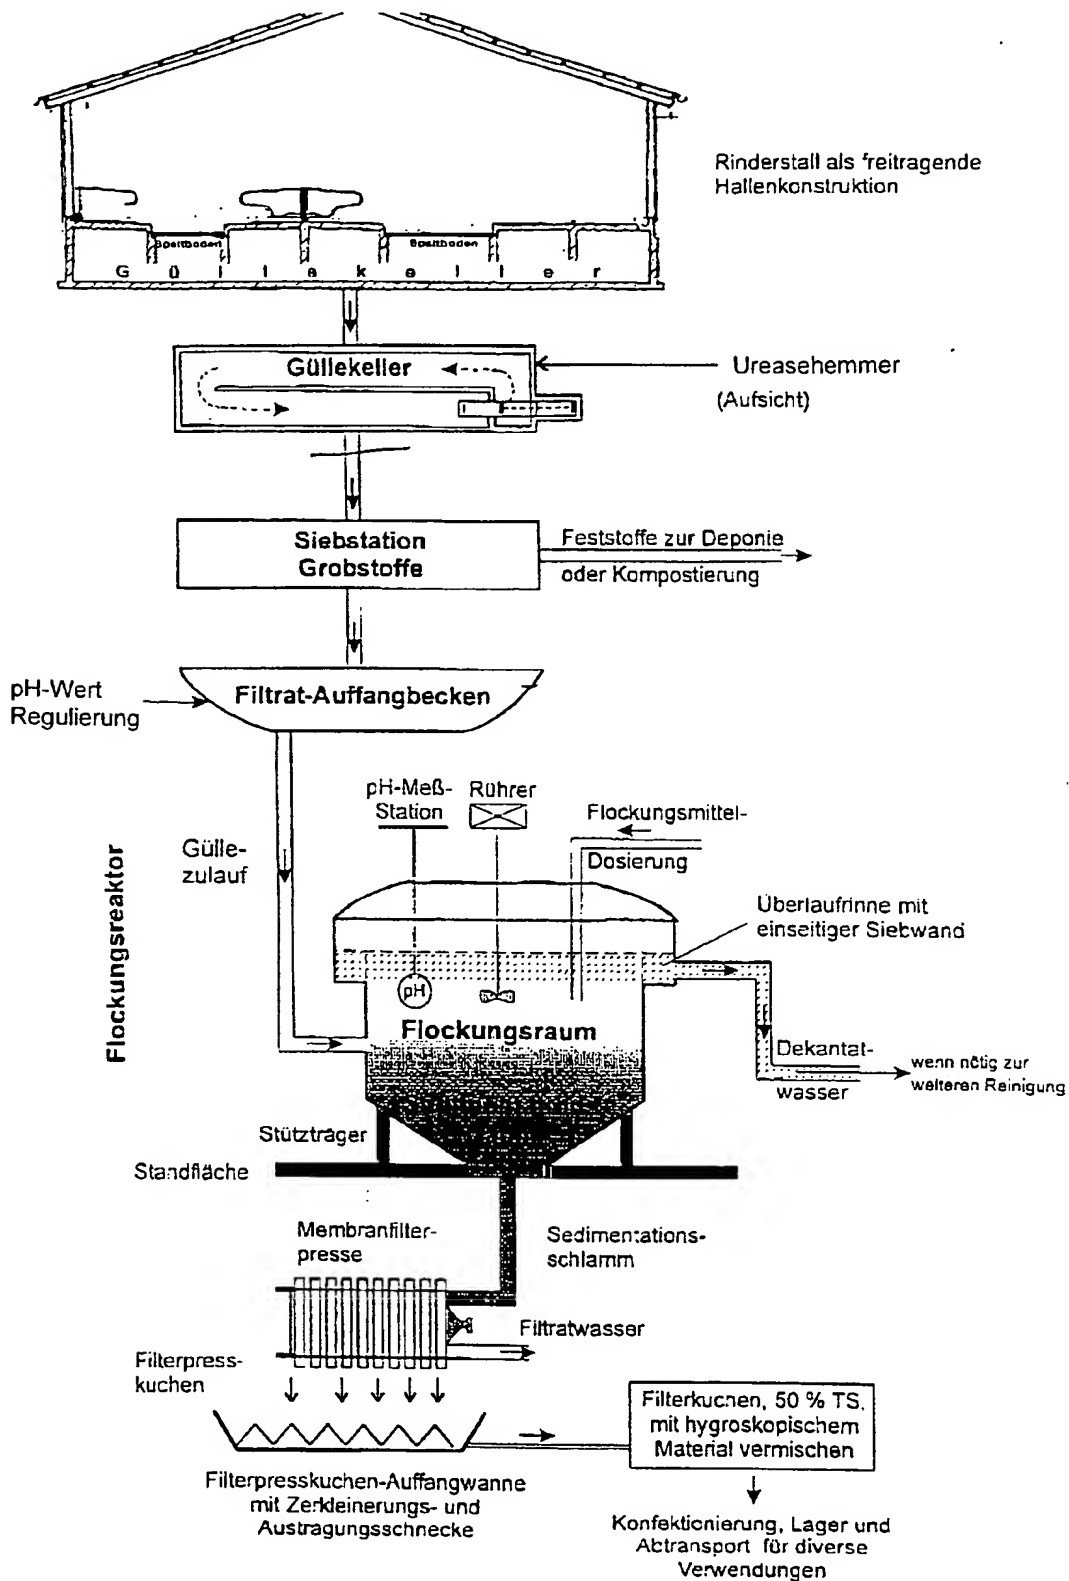 Rinderstall als freitragende
Hallenkonstruktion
Spaltboden
Spaltboden
G ü l l e k e l l e r
Güllekeller
Ureasehemmer
(Aufsicht)
Siebstation
Grobstoffe
Feststoffe zur Deponie
oder Kompostierung
pH-Wert
Regulierung
Filtrat-Auffangbecken
pH-Meß-
Station
Rührer
Flockungsmittel-
Dosierung
Gülle-
zulauf
Flockungsreaktor
Überlaufrinne mit
einseitiger Siebwand
pH
Flockungsraum
Dekantat-
wasser
wenn nötig zur
weiteren Reinigung
Stützträger
Standfläche
Membranfilter-
presse
Sedimentations-
schlamm
Filtratwasser
Filterpress-
kuchen
Filterkuchen, 50 % TS,
mit hygroskopischem
Material vermischen
Filterpresskuchen-Auffangwanne
mit Zerkleinerungs- und
Austragungsschnecke
Konfektionierung, Lager und
Abtransport für diverse
Verwendungen